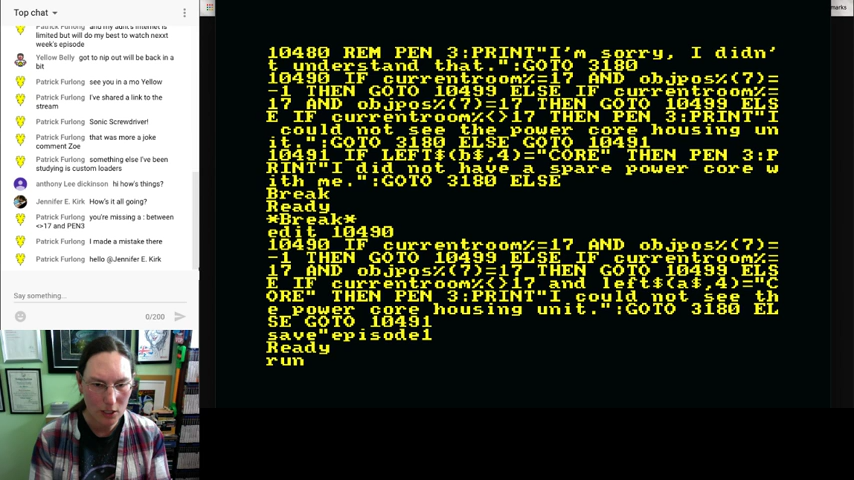 Top chat
Patrick Furlong and my aunt's internet is
limited but will do my best to watch nexxt
week's episode
Yellow Belly got to nip out will be back in a
bit
Patrick Furlong see you in a mo Yellow
Patrick Furlong I've shared a link to the
stream
Patrick Furlong Sonic Screwdriver!
Patrick Furlong that was more a joke
comment Zoe
Patrick Furlong something else I've been
studying is custom loaders
anthony Lee dickinson hi how's things?
Jennifer E. Kirk How's it all going?
Patrick Furlong you're missing a : between
<>17 and PEN3
Patrick Furlong I made a mistake there
Patrick Furlong hello @Jennifer E. Kirk
Say something...
0/200
marks
10480 REM PEN 3:PRINT"I'm sorry, I didn'
t understand that.":GOTO 3180
10490 IF currentroom%=17 AND objpos%(7)=
-1 THEN GOTO 10499 ELSE IF currentroom%=
17 AND objpos%(7)=17 THEN GOTO 10499 ELS
E IF currentroom%<>17 THEN PEN 3:PRINT"I
 could not see the power core housing un
it.":GOTO 3180 ELSE GOTO 10491
10491 IF LEFT$(b$,4)="CORE" THEN PEN 3:P
RINT"I did not have a spare power core w
ith me.":GOTO 3180 ELSE
Break
Ready
*Break*
edit 10490
10490 IF currentroom%=17 AND objpos%(7)=
-1 THEN GOTO 10499 ELSE IF currentroom%=
17 AND objpos%(7)=17 THEN GOTO 10499 ELS
E IF currentroom%<>17 and left$(a$,4)="C
ORE" THEN PEN 3:PRINT"I could not see th
e power core housing unit.":GOTO 3180 EL
SE GOTO 10491
save"episode1
Ready
run